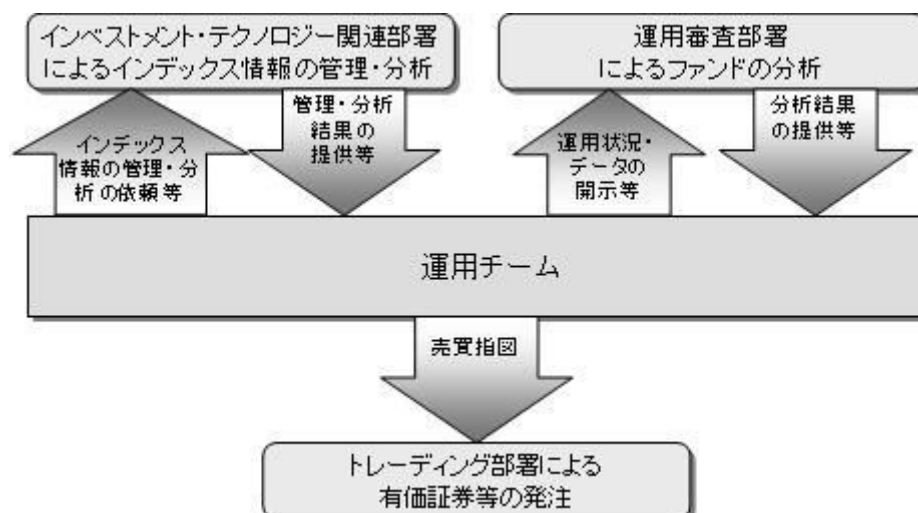 インベストメント・テクノロジー関連部署
によるインデックス情報の管理・分析
運用審査部署
によるファンドの分析
インデックス
情報の管理・分
析の依頼等
管理・分析
結果の
提供等
運用状況・
データの
開示等
分析結果
の提供等
運用チーム
売買指図
トレーディング部署による
有価証券等の発注